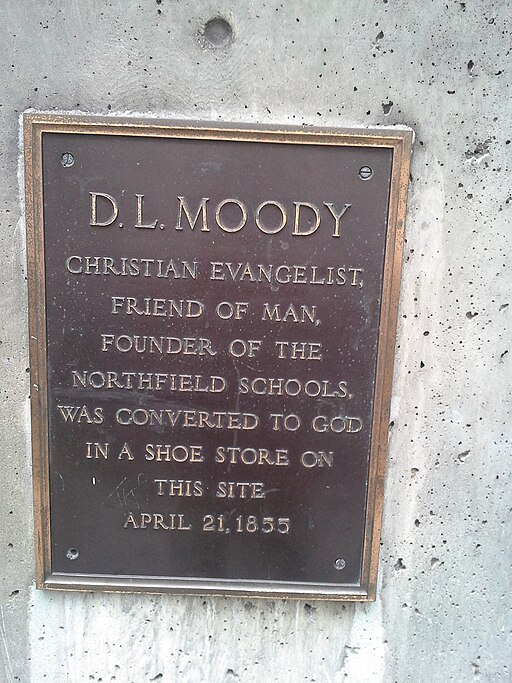 D. L. MOODY
CHRISTIAN EVANGELIST,
FRIEND OF MAN,
FOUNDER OF THE
NORTHFIELD SCHOOLS,
WAS CONVERTED TO GOD
IN A SHOE STORE ON
THIS SITE
APRIL 21, 1855